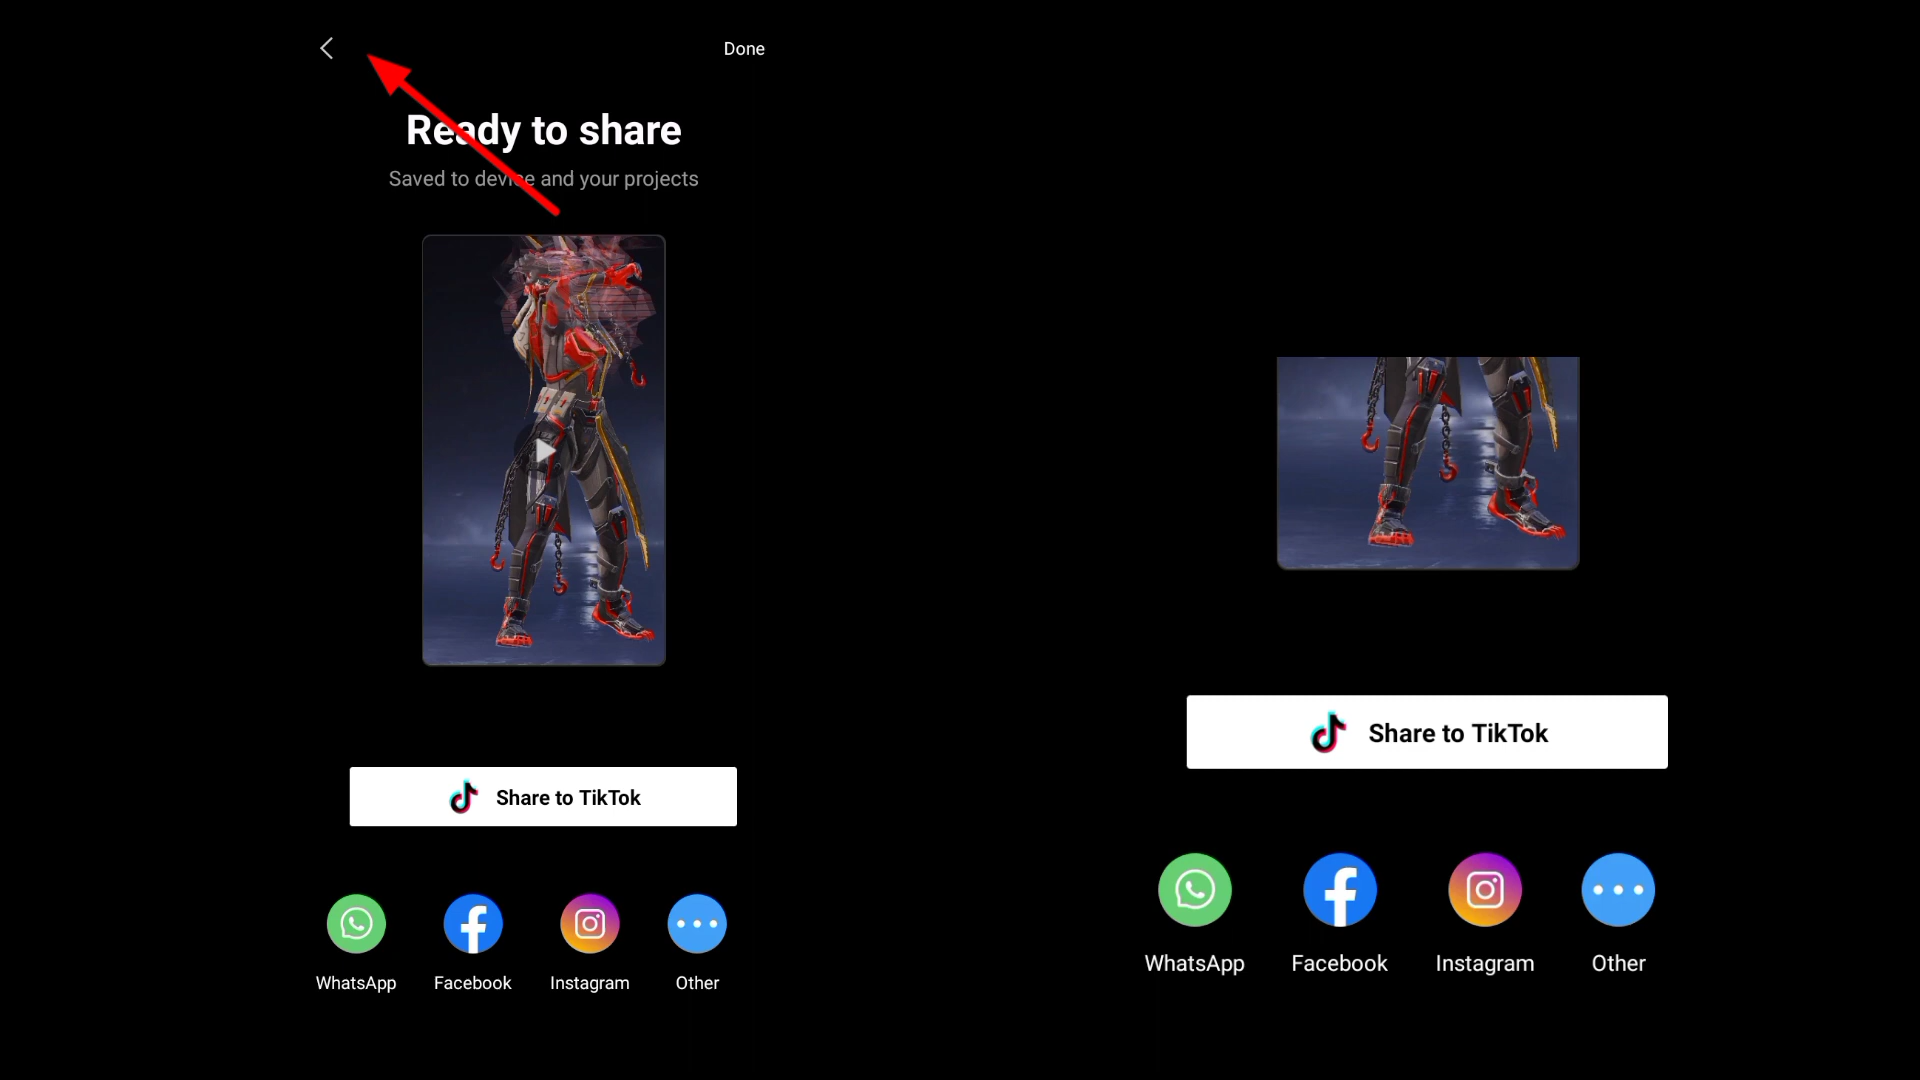 Done
Ready to share
Saved to device and your projects
Share to TikTok
WhatsApp Facebook Instagram Other
Share to TikTok
WhatsApp Facebook Instagram Other